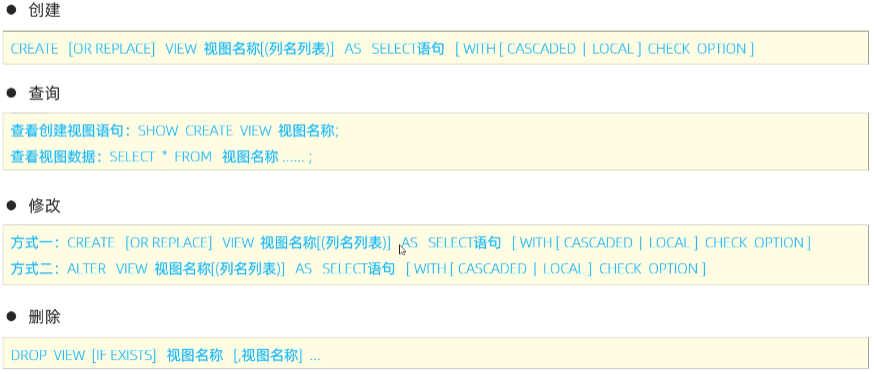 ● 创建
CREATE [OR REPLACE] VIEW 视图名称[(列名列表)] AS SELECT语句 [ WITH [ CASCADED | LOCAL ] CHECK OPTION ]
● 查询
查看创建视图语句：SHOW CREATE VIEW 视图名称;
查看视图数据：SELECT * FROM 视图名称 ...... ;
● 修改
方式一：CREATE [OR REPLACE] VIEW 视图名称[(列名列表)] AS SELECT语句 [ WITH [ CASCADED | LOCAL ] CHECK OPTION ]
方式二：ALTER VIEW 视图名称[(列名列表)] AS SELECT语句 [ WITH [ CASCADED | LOCAL ] CHECK OPTION ]
● 删除
DROP VIEW [IF EXISTS] 视图名称 [,视图名称] ...